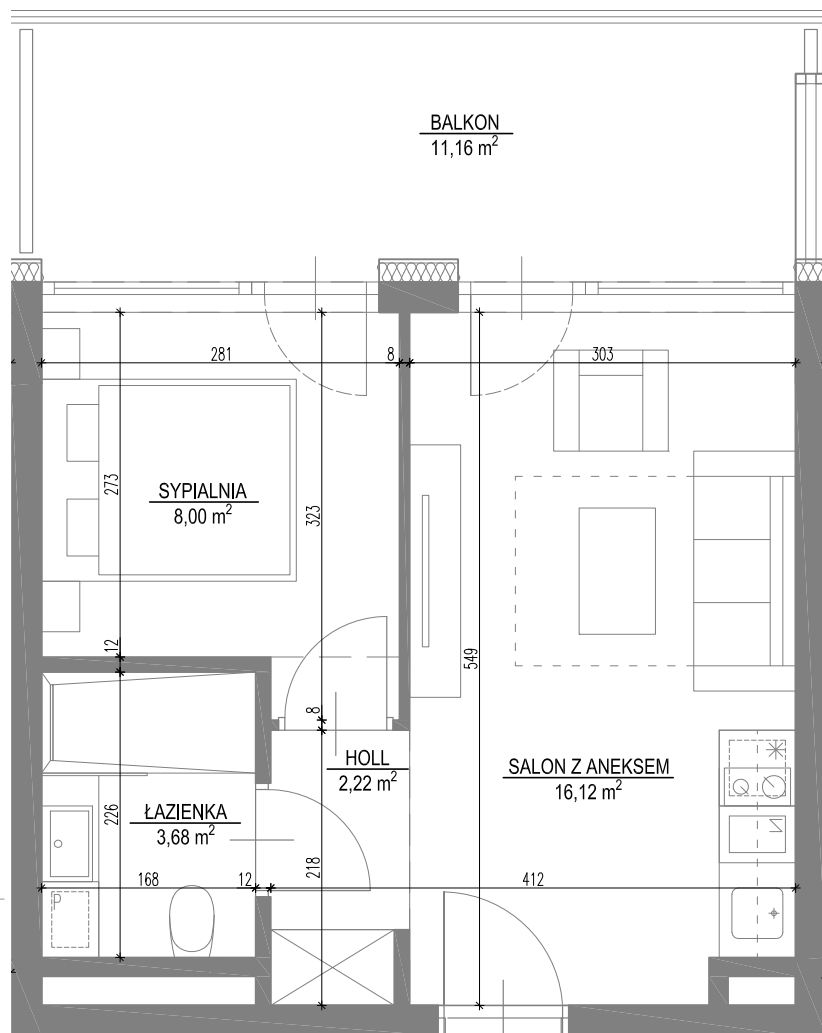 BALKON
11,16 m²
281
8
303
273
SYPIALNIA
8,00 m²
323
12
549
8
HOLL
2,22 m²
SALON Z ANEKSEM
16,12 m²
226
ŁAZIENKA
3,68 m²
218
168
12
412
P